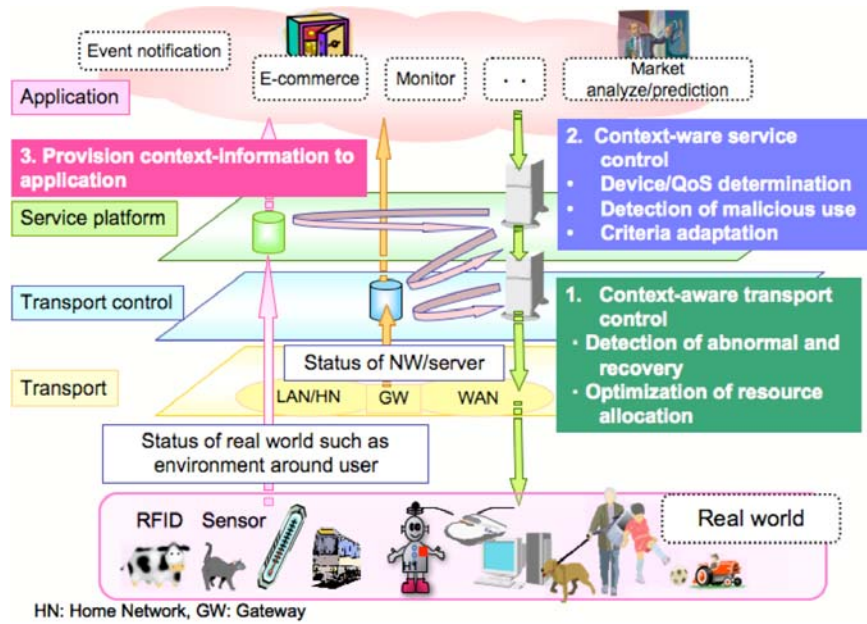 Event notification
E-commerce
Monitor
. .
Market
analyze/prediction
Application
3. Provision context-information to
application
2. Context-ware service
control
• Device/QoS determination
• Detection of malicious use
• Criteria adaptation
Service platform
Transport control
1. Context-aware transport
control
· Detection of abnormal and
recovery
·Optimization of resource
allocation
Status of NW/server
Transport
LAN/HN
GW
WAN
Status of real world such as
environment around user
RFID Sensor
H1
Real world
HN: Home Network, GW: Gateway